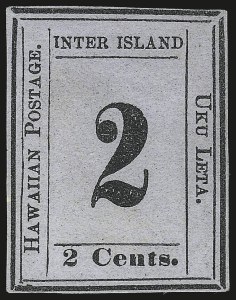 INTER ISLAND
HAWAIIAN POSTAGE.
2
UKU LETA.
2 Cents.